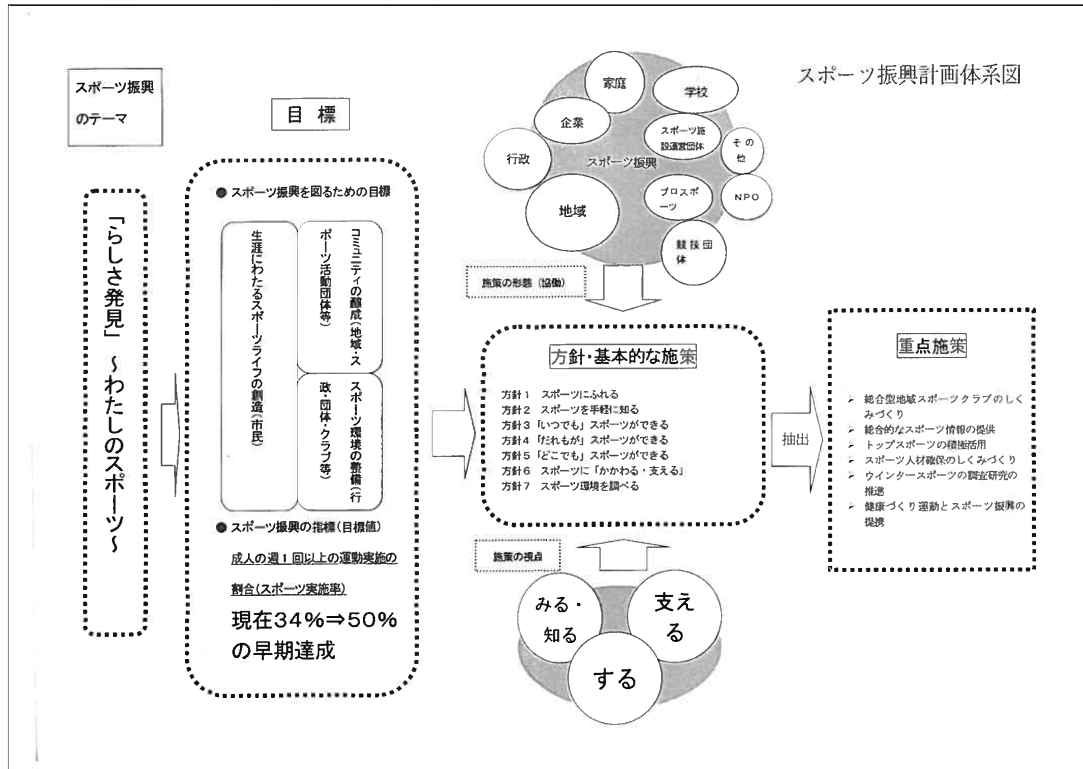 スポーツ振興計画体系図
スポーツ振興
のテーマ
「らしさ発見」～わたしのスポーツ～
目 標
● スポーツ振興を図るための目標
生涯にわたるスポーツライフの創造(市民)
コミュニティの醸成(地域・ス
ポーツ活動団体等)
スポーツ環境の整備(行
政・団体・クラブ等)
● スポーツ振興の指標(目標値)
成人の週1回以上の運動実施の
割合(スポーツ実施率)
現在34%⇒50%
の早期達成
家庭
学校
企業
スポーツ施
設運営団体
その
他
行政
スポーツ振興
地域
プロスポ
ーツ
NPO
競技団
体
施策の形態(協働)
方針・基本的な施策
方針1 スポーツにふれる
方針2 スポーツを手軽に知る
方針3「いつでも」スポーツができる
方針4「だれもが」スポーツができる
方針5「どこでも」スポーツができる
方針6 スポーツに「かかわる・支える」
方針7 スポーツ環境を調べる
施策の視点
みる・
知る
支え
る
する
抽出
重点施策
➢ 総合型地域スポーツクラブのしく
みづくり
➢ 総合的なスポーツ情報の提供
➢ トップスポーツの積極活用
➢ スポーツ人材確保のしくみづくり
➢ ウインタースポーツの調査研究の
推進
➢ 健康づくり運動とスポーツ振興の
提携